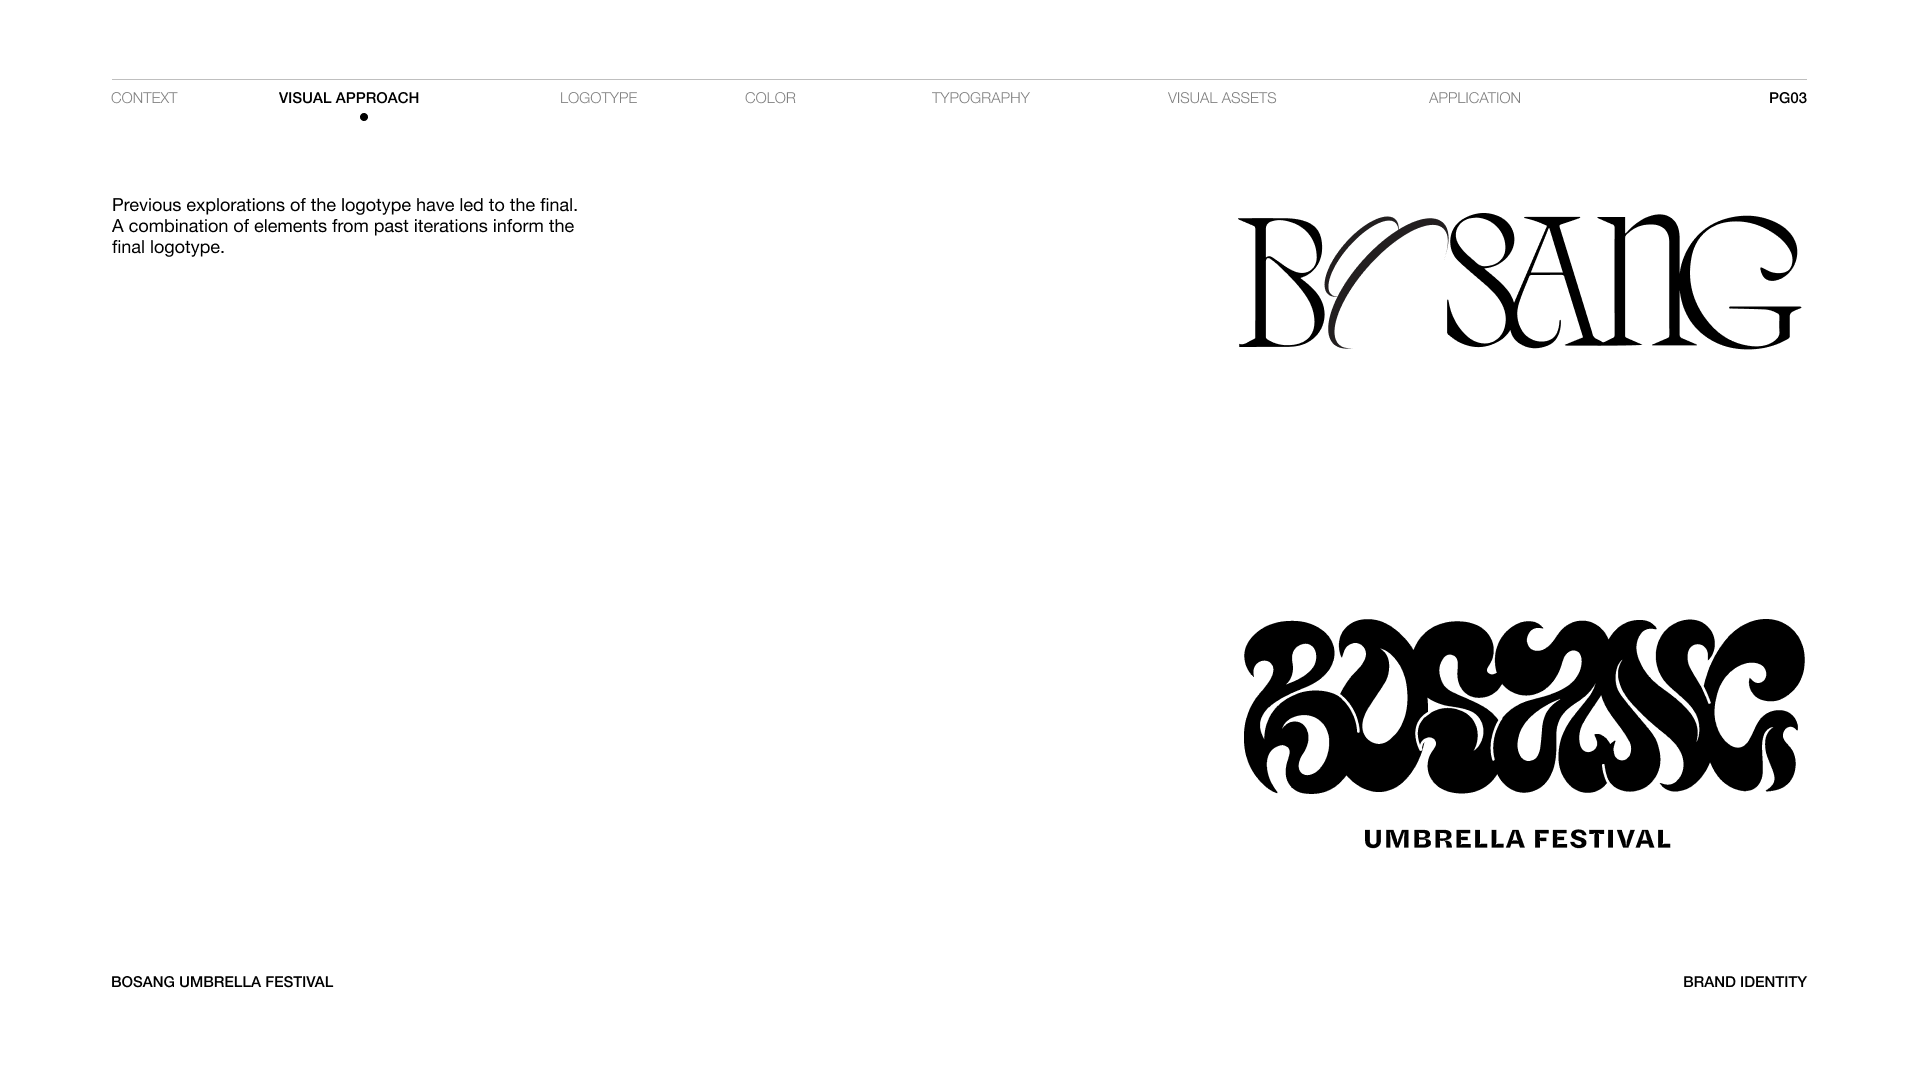 CONTEXT VISUAL APPROACH LOGOTYPE COLOR TYPOGRAPHY VISUAL ASSETS APPLICATION PG03
Previous explorations of the logotype have led to the final.
A combination of elements from past iterations inform the
final logotype.
BOSANG
BOSANG
UMBRELLA FESTIVAL
BOSANG UMBRELLA FESTIVAL BRAND IDENTITY